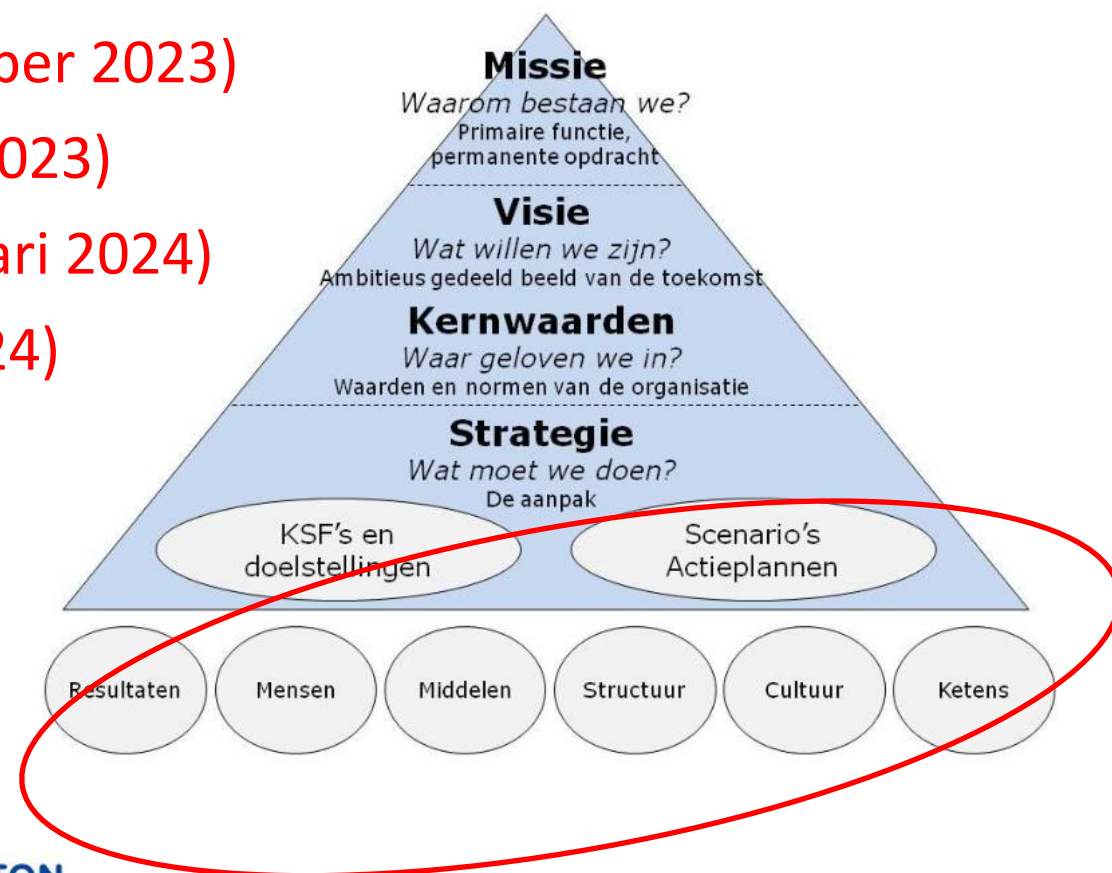 ber 2023)
023)
ari 2024)
24)
Missie
Waarom bestaan we?
Primaire functie,
permanente opdracht
Visie
Wat willen we zijn?
Ambitieus gedeeld beeld van de toekomst
Kernwaarden
Waar geloven we in?
Waarden en normen van de organisatie
Strategie
Wat moet we doen?
De aanpak
KSF's en
doelstellingen
Scenario's
Actieplannen
Resultaten
Mensen
Middelen
Structuur
Cultuur
Ketens